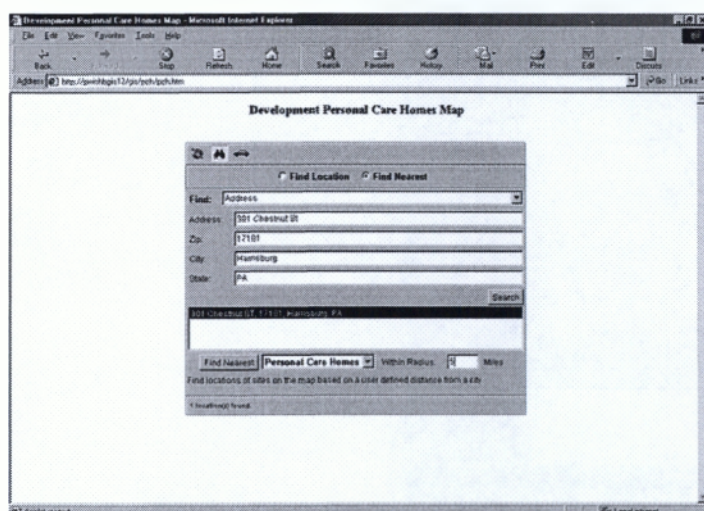 Development Personal Care Homes Map - Microsoft Internet Explorer
File Edit View Favorites Tools Help
Back Stop Refresh Home Search Favorites History Mail Print Edit Discuss
Address Go Links
Development Personal Care Homes Map
Find Location Find Nearest
Find: Address
Address: 301 Chestnut St
Zip: 17101
City: Harrisburg
State: PA
Search
301 Chestnut ST, 17101, Harrisburg, PA
Find Nearest Personal Care Homes Within Radius: 5 Miles
Find locations of sites on the map based on a user defined distance from a city
1 location(s) found.